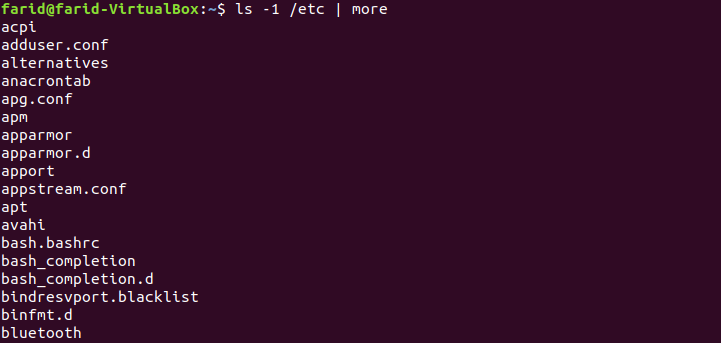 farid@farid-VirtualBox:~$ ls -1 /etc | more
acpi
adduser.conf
alternatives
anacrontab
apg.conf
apm
apparmor
apparmor.d
apport
appstream.conf
apt
avahi
bash.bashrc
bash_completion
bash_completion.d
bindresvport.blacklist
binfmt.d
bluetooth